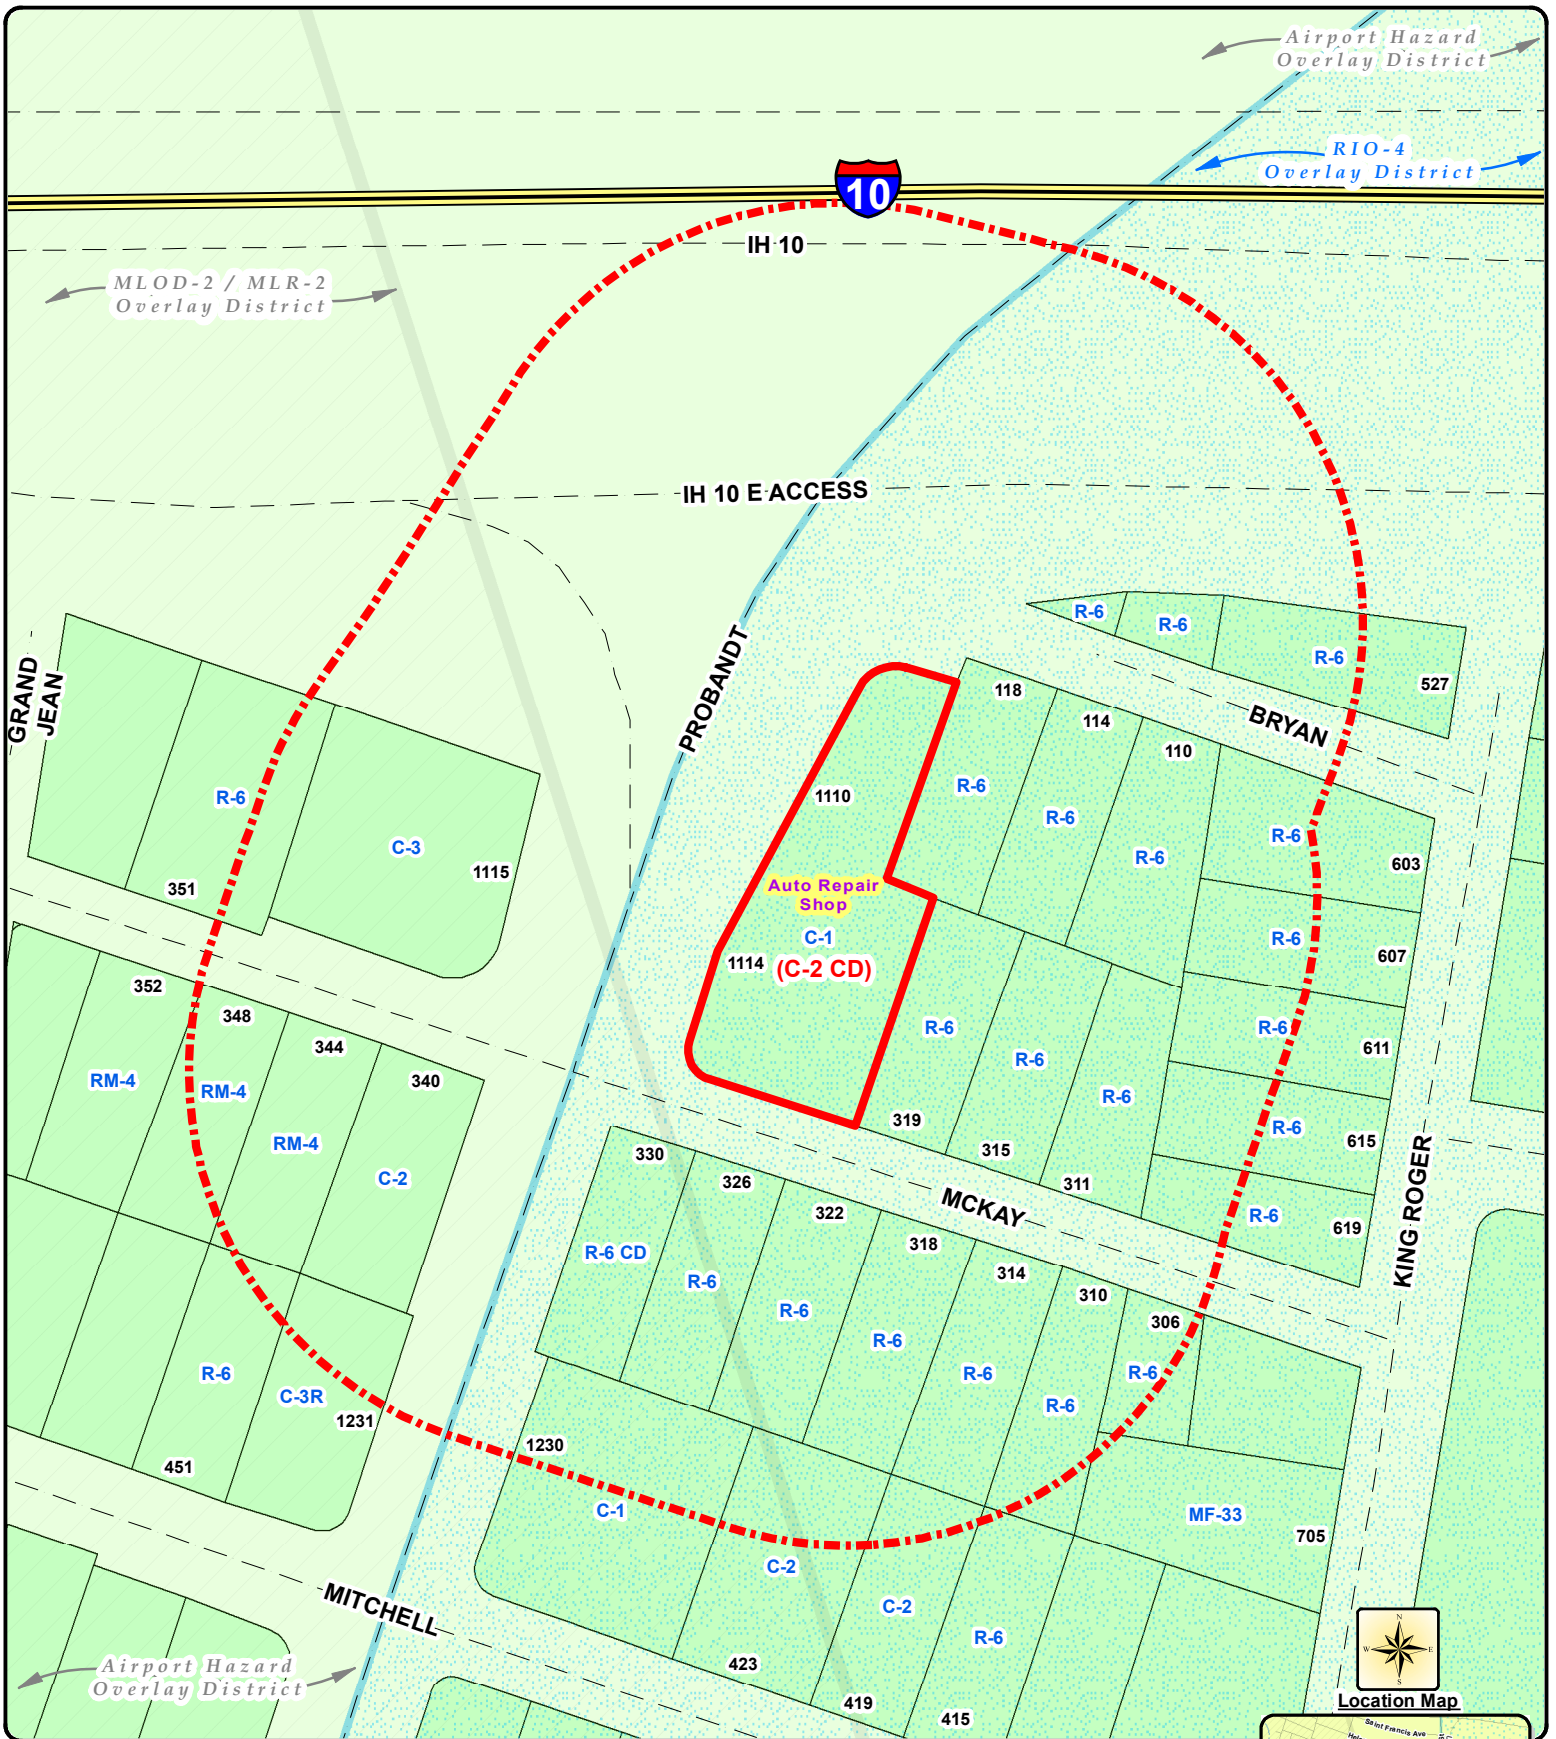 Airport Hazard
Overlay District
RIO-4
Overlay District
10
IH 10
MLOD-2 / MLR-2
Overlay District
IH 10 E ACCESS
R-6
R-6
R-6
527
BRYAN
GRAND
JEAN
PROBANDT
118
114
110
R-6
R-6
R-6
R-6
603
R-6
C-3
1115
351
1110
Auto Repair
Shop
C-1
1114
(C-2 CD)
R-6
607
R-6
611
R-6
615
R-6
619
352
348
344
340
RM-4
RM-4
RM-4
C-2
R-6
R-6
R-6
319
315
311
MCKAY
KING ROGER
330
326
322
318
314
310
306
R-6 CD
R-6
R-6
R-6
R-6
R-6
R-6
R-6
C-3R
1231
451
1230
C-1
C-2
C-2
R-6
MF-33
705
MITCHELL
423
419
415
Airport Hazard
Overlay District
N
W
E
S
Location Map
Saint Francis Ave